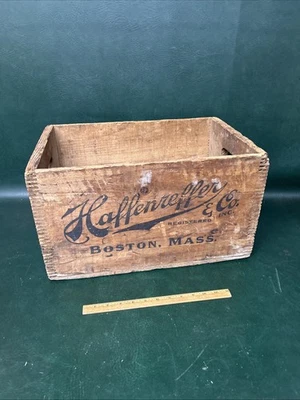 Haffenreffer
& Co.
REGISTERED
BOSTON, MASS.